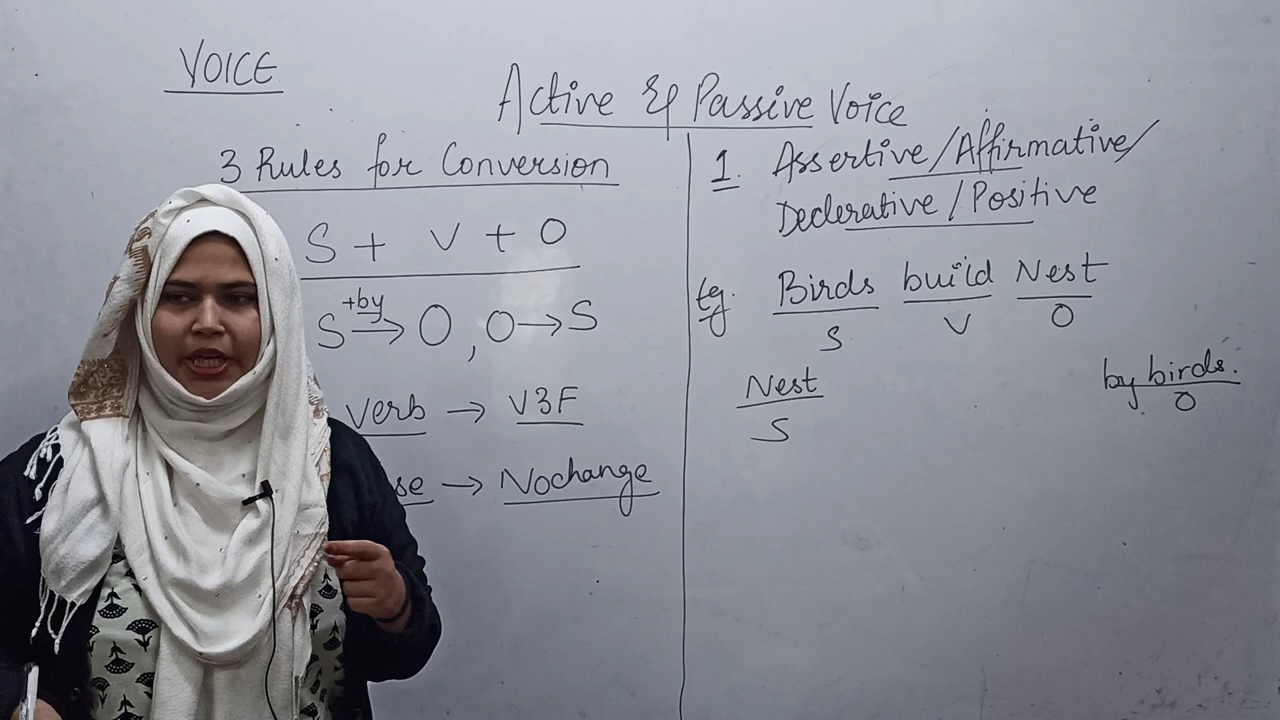 VOICE
Active & Passive Voice
3 Rules for Conversion
S + V + O
S +by → O , O → S
Verb → V3F
se → Nochange
1. Assertive/Affirmative/
Declerative/Positive
Eg. Birds build Nest
S V O
Nest by birds.
S O